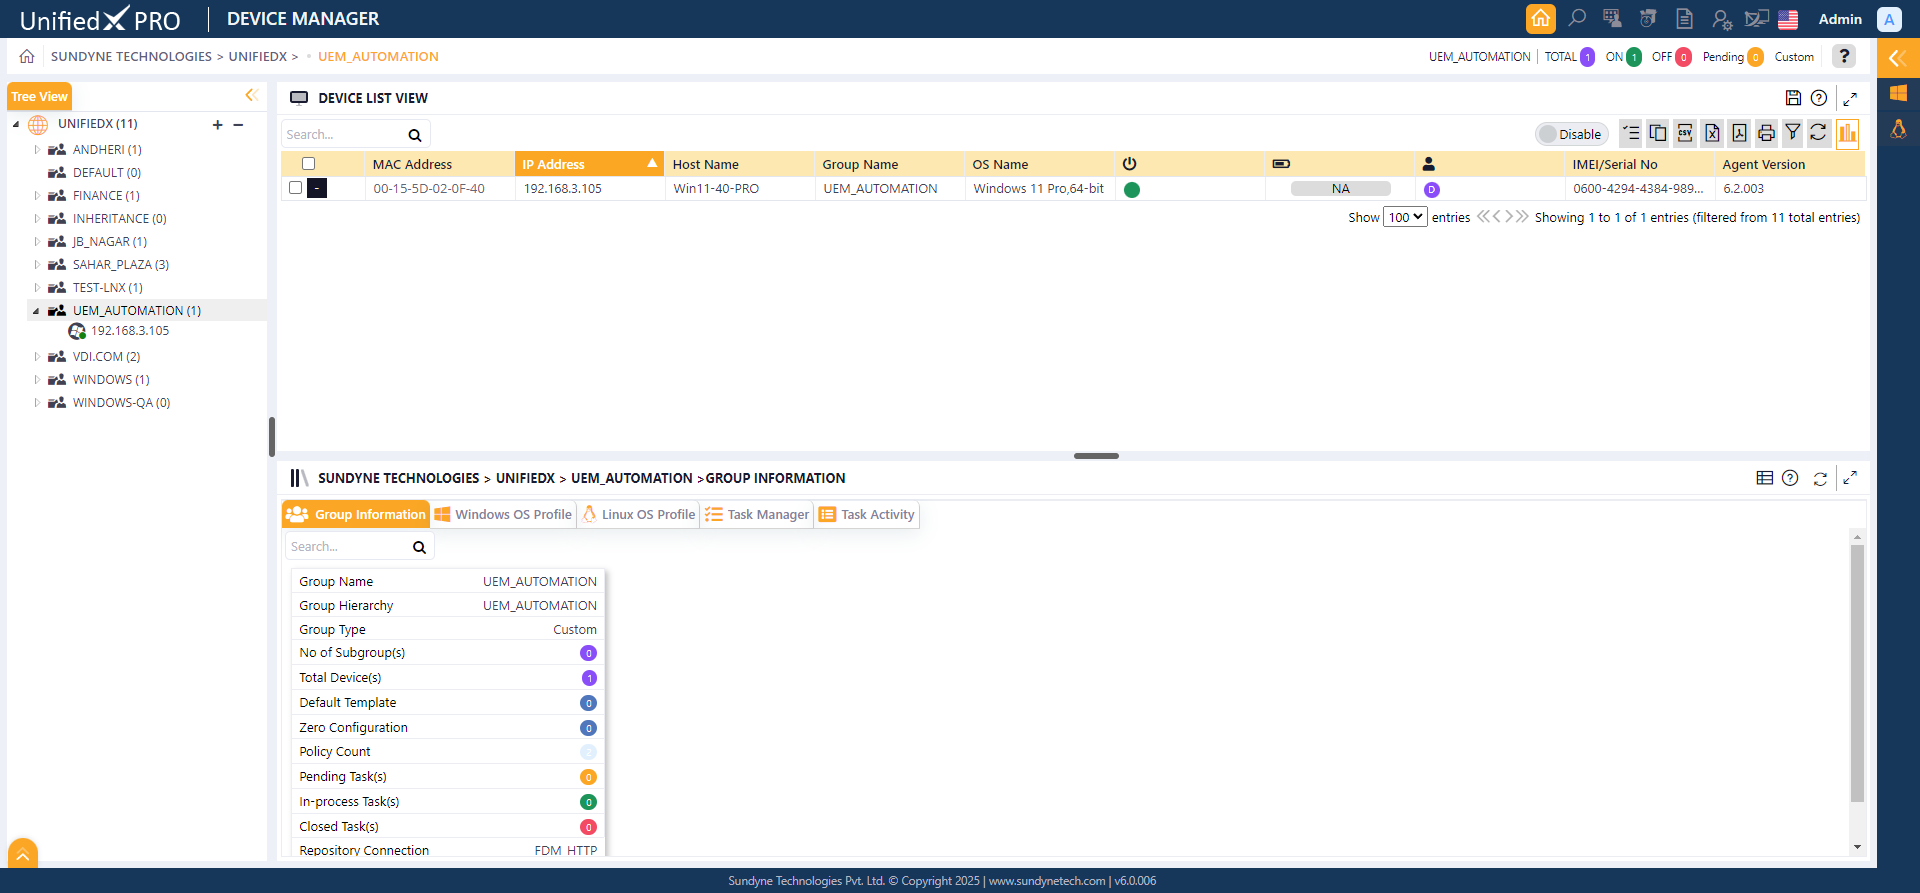 UnifiedX PRO DEVICE MANAGER Admin A
SUNDYNE TECHNOLOGIES > UNIFIEDX > • UEM_AUTOMATION UEM_AUTOMATION TOTAL 1 ON 1 OFF 0 Pending 0 Custom ?
Tree View
UNIFIEDX (11) + −
ANDHERI (1)
DEFAULT (0)
FINANCE (1)
INHERITANCE (0)
JB_NAGAR (1)
SAHAR_PLAZA (3)
TEST-LNX (1)
UEM_AUTOMATION (1)
192.168.3.105
VDI.COM (2)
WINDOWS (1)
WINDOWS-QA (0)
DEVICE LIST VIEW ?
Search... Disable CSV
MAC Address IP Address Host Name Group Name OS Name IMEI/Serial No Agent Version
- 00-15-5D-02-0F-40 192.168.3.105 Win11-40-PRO UEM_AUTOMATION Windows 11 Pro,64-bit NA D 0600-4294-4384-989... 6.2.003
Show 100 entries Showing 1 to 1 of 1 entries (filtered from 11 total entries)
SUNDYNE TECHNOLOGIES > UNIFIEDX > UEM_AUTOMATION >GROUP INFORMATION ?
Group Information Windows OS Profile Linux OS Profile Task Manager Task Activity
Search...
Group Name UEM_AUTOMATION
Group Hierarchy UEM_AUTOMATION
Group Type Custom
No of Subgroup(s) 0
Total Device(s) 1
Default Template 0
Zero Configuration 0
Policy Count
Pending Task(s) 0
In-process Task(s) 0
Closed Task(s) 0
Repository Connection FDM_HTTP
Sundyne Technologies Pvt. Ltd. © Copyright 2025 | www.sundynetech.com | v6.0.006